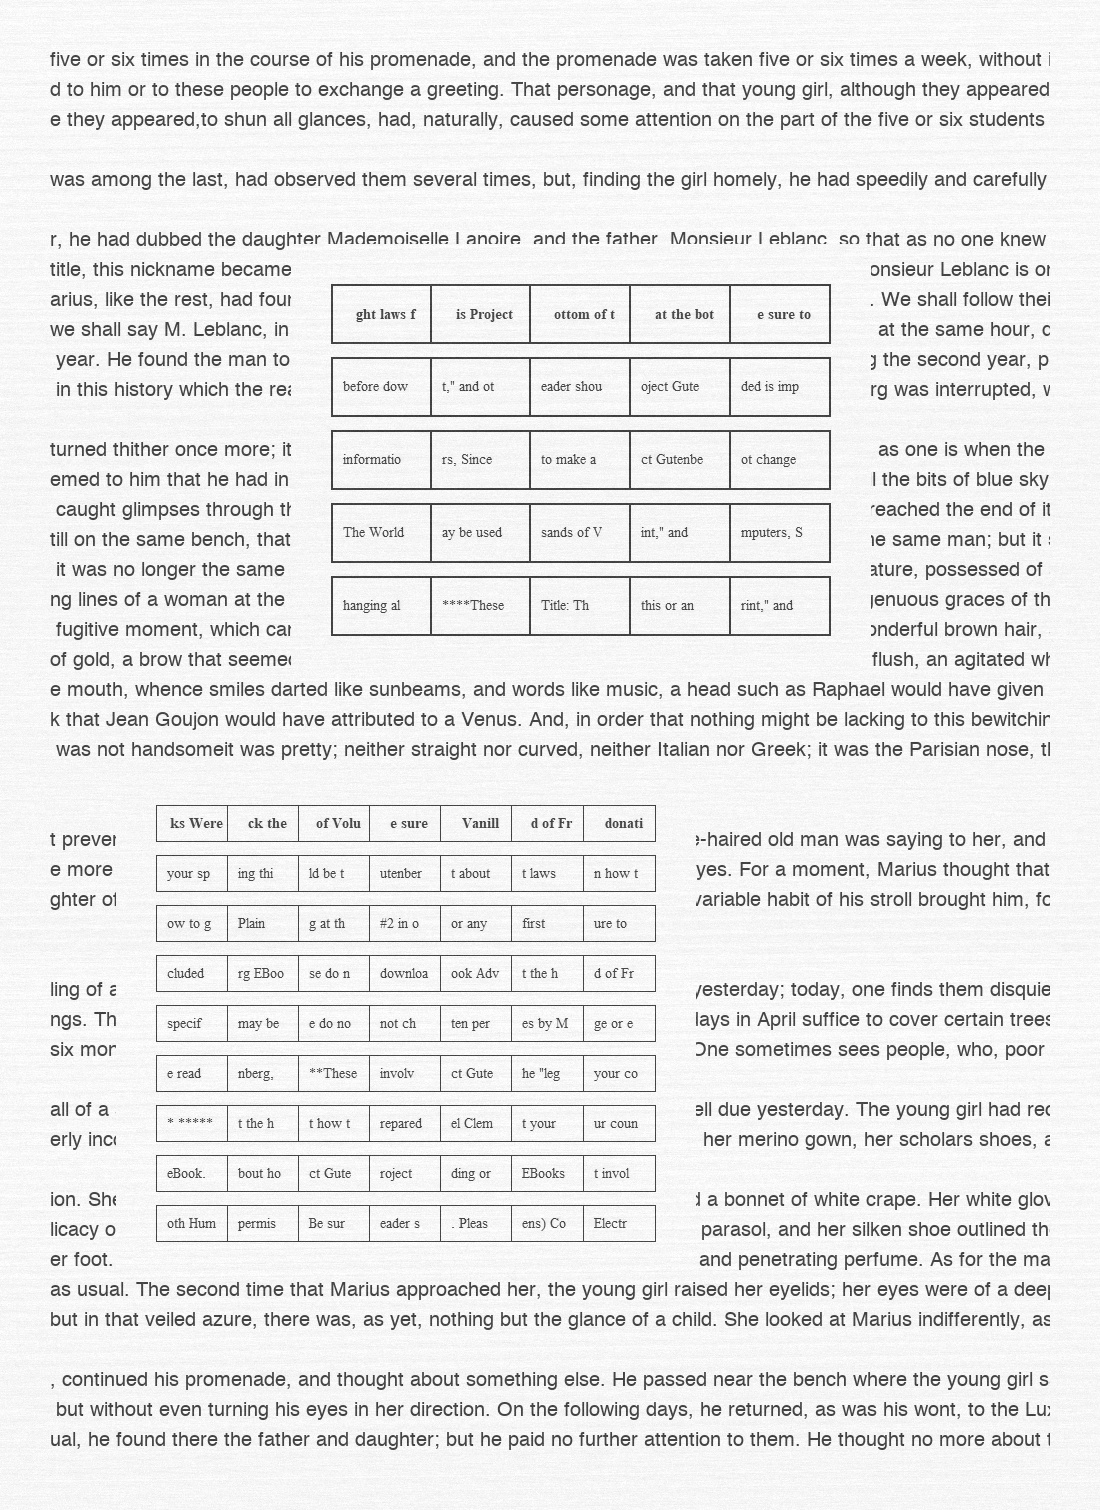 five or six times in the course of his promenade, and the promenade was taken five or six times a week, without
d to him or to these people to exchange a greeting. That personage, and that young girl, although they appeared
e they appeared,to shun all glances, had, naturally, caused some attention on the part of the five or six students
was among the last, had observed them several times, but, finding the girl homely, he had speedily and carefully
r, he had dubbed the daughter Mademoiselle Lanoire, and the father, Monsieur Leblanc, so that as no one knew
title, this nickname became onsieur Leblanc is or
arius, like the rest, had four . We shall follow thei
we shall say M. Leblanc, in at the same hour,
year. He found the man to the second year, p
in this history which the rea rg was interrupted, w
turned thither once more; it as one is when the
emed to him that he had in l the bits of blue sky
caught glimpses through th reached the end of it
till on the same bench, that he same man; but it
it was no longer the same ature, possessed of
ng lines of a woman at the genuous graces of th
fugitive moment, which can onderful brown hair,
of gold, a brow that seemed flush, an agitated wh
ght laws f is Project ottom of t at the bot e sure to
before dow t," and ot eader shou oject Gute ded is imp
informatio rs, Since to make a ct Gutenbe ot change
The World ay be used sands of V int," and mputers, S
hanging al ****These Title: Th this or an rint," and
e mouth, whence smiles darted like sunbeams, and words like music, a head such as Raphael would have given
k that Jean Goujon would have attributed to a Venus. And, in order that nothing might be lacking to this bewitchin
was not handsomeit was pretty; neither straight nor curved, neither Italian nor Greek; it was the Parisian nose, th
t preven -haired old man was saying to her, and
e more yes. For a moment, Marius thought that
ghter of variable habit of his stroll brought him, fo
ling of a yesterday; today, one finds them disquie
ngs. Th days in April suffice to cover certain trees
six mon One sometimes sees people, who, poor
all of a ell due yesterday. The young girl had rec
erly inco her merino gown, her scholars shoes, a
ion. She d a bonnet of white crape. Her white glov
licacy o parasol, and her silken shoe outlined th
er foot. and penetrating perfume. As for the ma
ks Were ck the of Volu e sure Vanill d of Fr donati
your sp ing thi ld be t utenber t about t laws n how t
ow to g Plain g at th #2 in o or any first ure to
cluded rg EBoo se do n downloa ook Adv t the h d of Fr
specif may be e do no not ch ten per es by M ge or e
e read nberg, **These involv ct Gute he "leg your co
* ***** t the h t how t repared el Clem t your ur coun
eBook. bout ho ct Gute roject ding or EBooks t invol
oth Hum permis Be sur eader s . Pleas ens) Co Electr
as usual. The second time that Marius approached her, the young girl raised her eyelids; her eyes were of a deep
but in that veiled azure, there was, as yet, nothing but the glance of a child. She looked at Marius indifferently, as
, continued his promenade, and thought about something else. He passed near the bench where the young girl s
but without even turning his eyes in her direction. On the following days, he returned, as was his wont, to the Lux
ual, he found there the father and daughter; but he paid no further attention to them. He thought no more about t